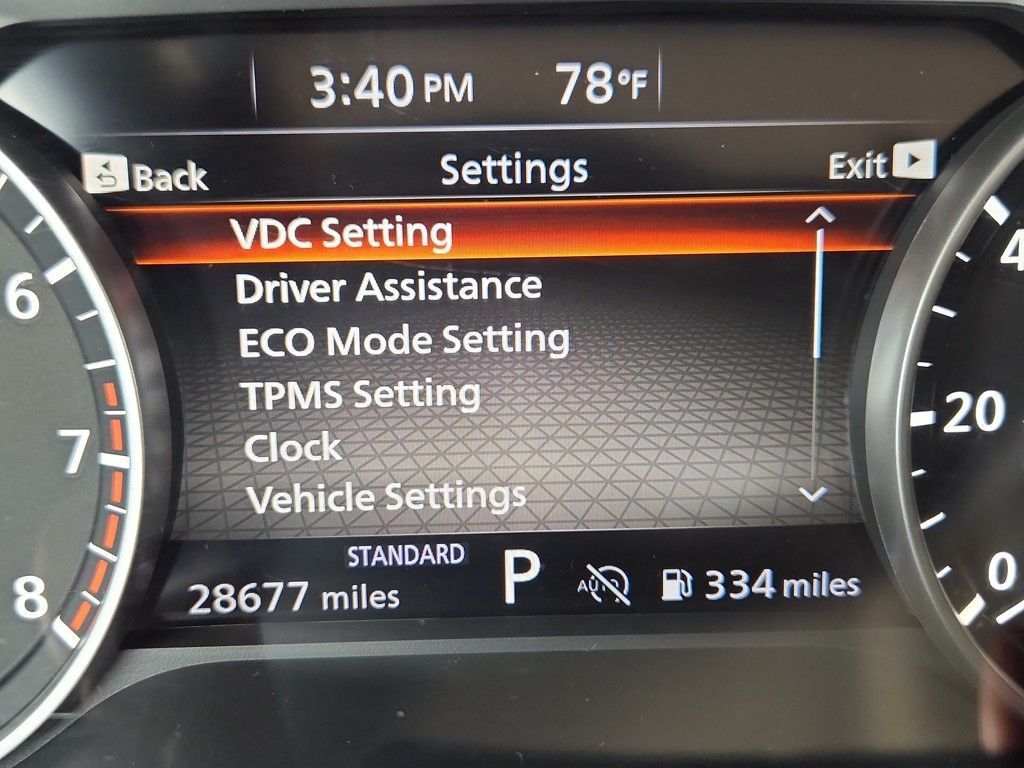 3:40 PM 78°F
Back Settings Exit
VDC Setting
Driver Assistance
ECO Mode Setting
TPMS Setting
Clock
Vehicle Settings
STANDARD
28677 miles P AUTO 334 miles
6
7
8
4
20
0